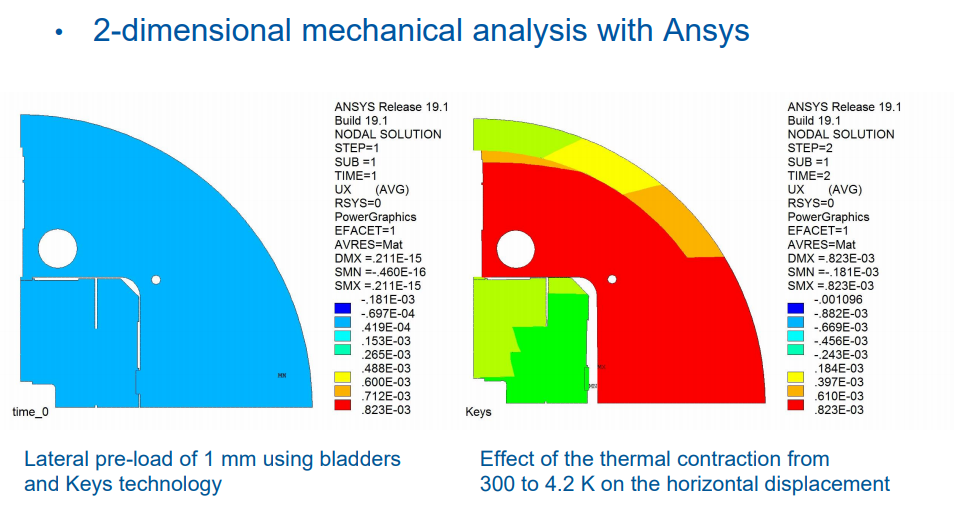 • 2-dimensional mechanical analysis with Ansys
ANSYS Release 19.1
Build 19.1
NODAL SOLUTION
STEP=1
SUB =1
TIME=1
UX (AVG)
RSYS=0
PowerGraphics
EFACET=1
AVRES=Mat
DMX =.211E-15
SMN =-.460E-16
SMX =.211E-15
-.181E-03
-.697E-04
.419E-04
.153E-03
.265E-03
.488E-03
.600E-03
.712E-03
.823E-03
MN
time_0
ANSYS Release 19.1
Build 19.1
NODAL SOLUTION
STEP=2
SUB =1
TIME=2
UX (AVG)
RSYS=0
PowerGraphics
EFACET=1
AVRES=Mat
DMX =.823E-03
SMN =-.181E-03
SMX =.823E-03
-.001096
-.882E-03
-.669E-03
-.456E-03
-.243E-03
.184E-03
.397E-03
.610E-03
.823E-03
MN
Keys
Lateral pre-load of 1 mm using bladders
and Keys technology
Effect of the thermal contraction from
300 to 4.2 K on the horizontal displacement